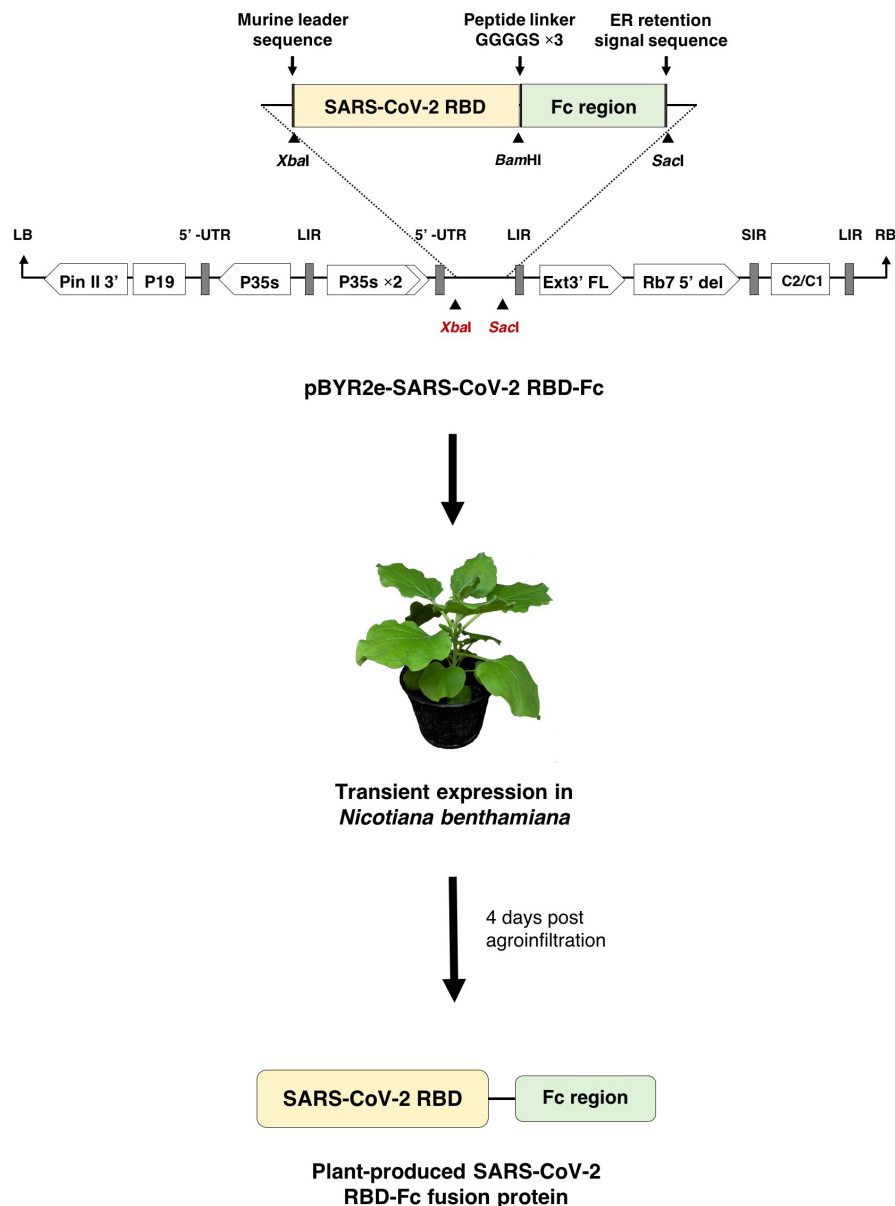 Murine leader
sequence
Peptide linker
GGGGS ×3
ER retention
signal sequence
SARS-CoV-2 RBD
Fc region
XbaI
BamHI
SacI
LB
5' -UTR
LIR
5' -UTR
LIR
SIR
LIR
RB
Pin II 3'
P19
P35s
P35s ×2
Ext3' FL
Rb7 5' del
C2/C1
XbaI
SacI
pBYR2e-SARS-CoV-2 RBD-Fc
Transient expression in
Nicotiana benthamiana
4 days post
agroinfiltration
SARS-CoV-2 RBD
Fc region
Plant-produced SARS-CoV-2
RBD-Fc fusion protein